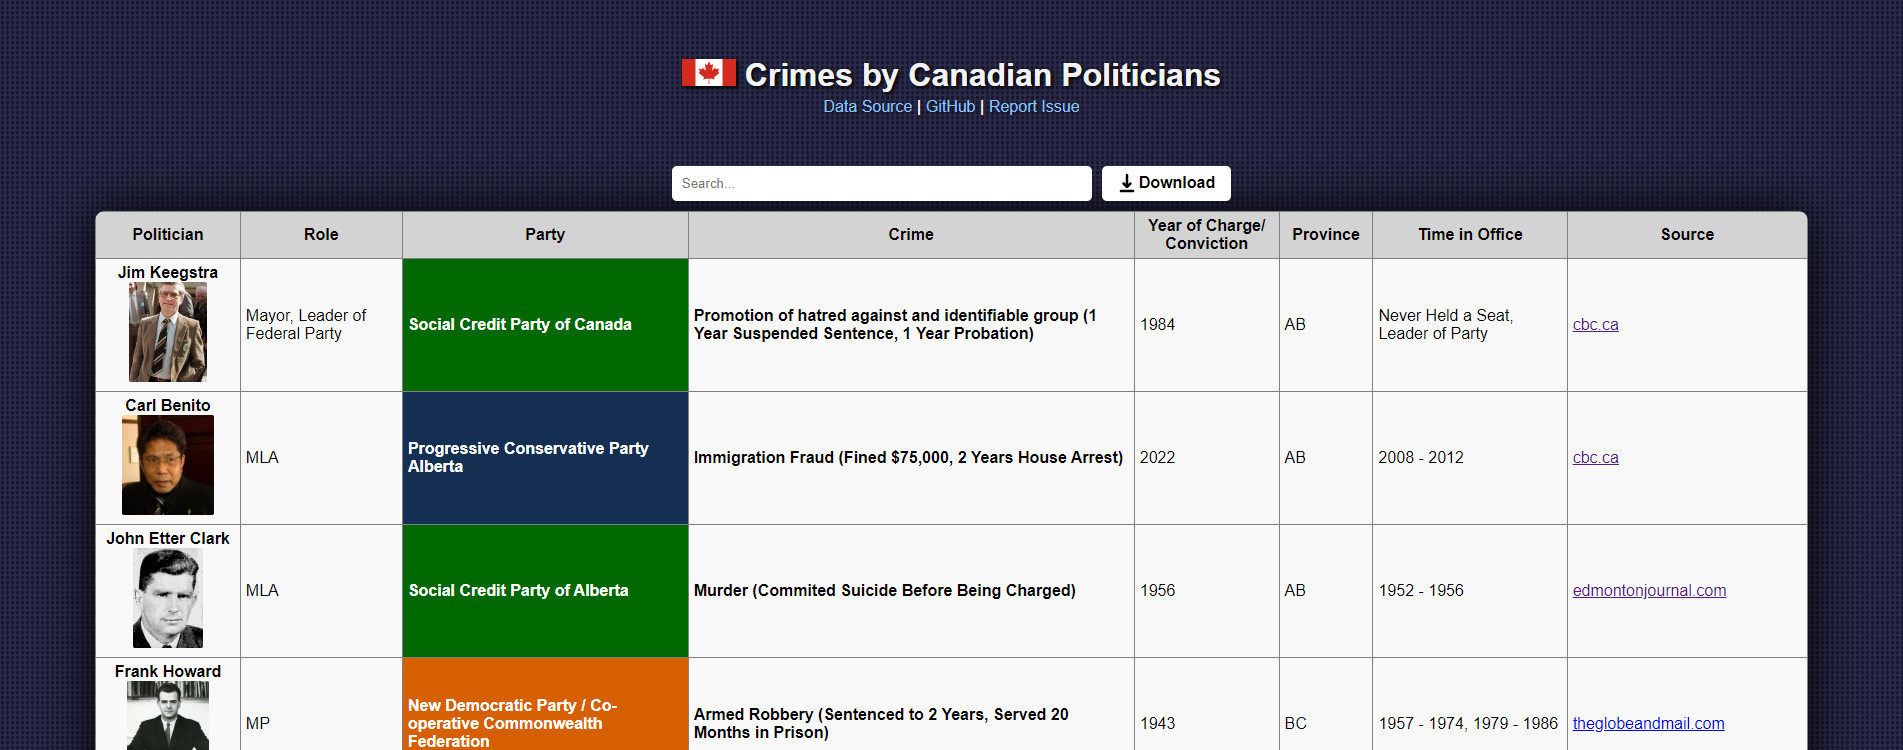 Crimes by Canadian Politicians
Data Source | GitHub | Report Issue
Search...
Download
Politician
Role
Party
Crime
Year of Charge/
Conviction
Province
Time in Office
Source
Jim Keegstra
Mayor, Leader of
Federal Party
Social Credit Party of Canada
Promotion of hatred against and identifiable group (1
Year Suspended Sentence, 1 Year Probation)
1984
AB
Never Held a Seat,
Leader of Party
cbc.ca
Carl Benito
MLA
Progressive Conservative Party
Alberta
Immigration Fraud (Fined $75,000, 2 Years House Arrest)
2022
AB
2008 - 2012
cbc.ca
John Etter Clark
MLA
Social Credit Party of Alberta
Murder (Commited Suicide Before Being Charged)
1956
AB
1952 - 1956
edmontonjournal.com
Frank Howard
MP
New Democratic Party / Co-
operative Commonwealth
Federation
Armed Robbery (Sentenced to 2 Years, Served 20
Months in Prison)
1943
BC
1957 - 1974, 1979 - 1986
theglobeandmail.com